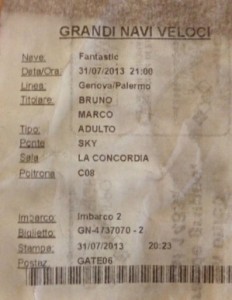 GRANDI NAVI VELOCI
Nave: Fantastic
Data/Ora: 31/07/2013 21:00
Linea: Genova/Palermo
Titolare: BRUNO
MARCO
Tipo: ADULTO
Ponte SKY
Sala LA CONCORDIA
Poltrona C08
Imbarco: Imbarco 2
Biglietto: GN-4737070 - 2
Stampa: 31/07/2013 20:23
Postaz: GATE06